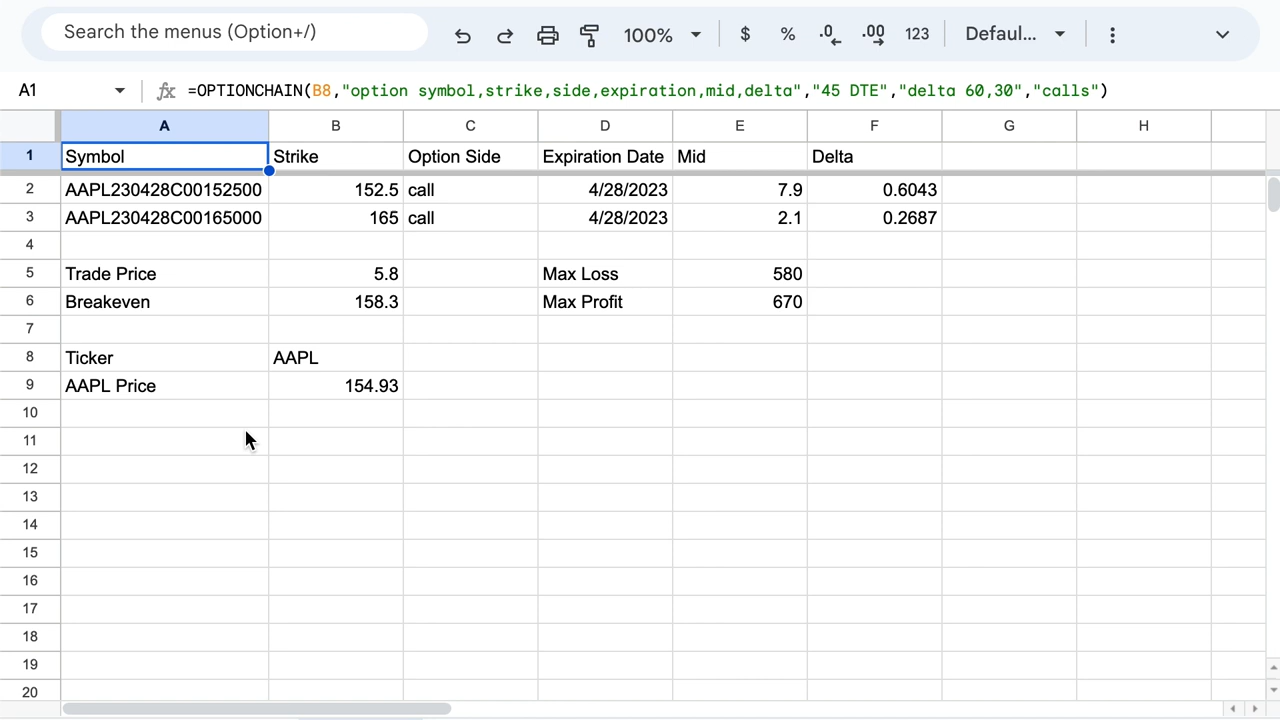 Search the menus (Option+/) 100% $ % .0 .00 123 Defaul...
A1 fx =OPTIONCHAIN(B8,"option symbol,strike,side,expiration,mid,delta","45 DTE","delta 60,30","calls")
A B C D E F G H
1 Symbol Strike Option Side Expiration Date Mid Delta
2 AAPL230428C00152500 152.5 call 4/28/2023 7.9 0.6043
3 AAPL230428C00165000 165 call 4/28/2023 2.1 0.2687
4
5 Trade Price 5.8 Max Loss 580
6 Breakeven 158.3 Max Profit 670
7
8 Ticker AAPL
9 AAPL Price 154.93
10
11
12
13
14
15
16
17
18
19
20